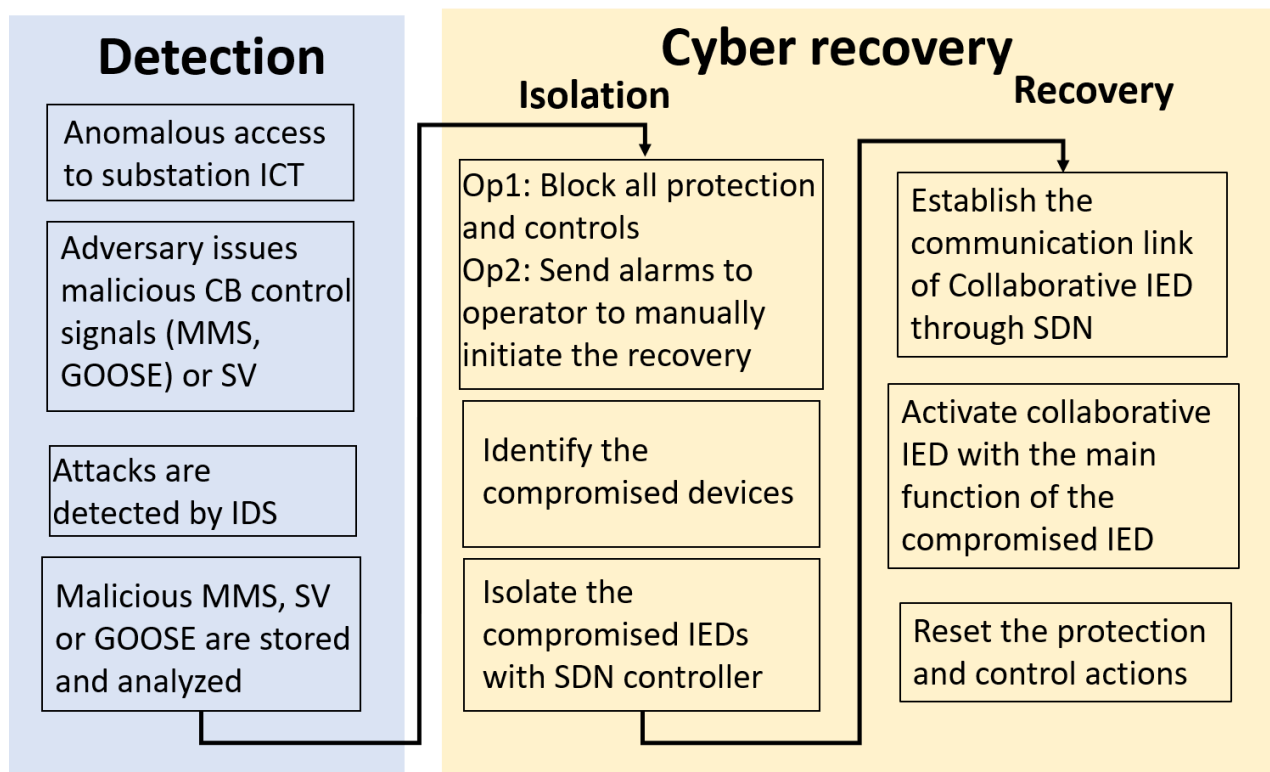 Detection
Anomalous access
to substation ICT
Adversary issues
malicious CB control
signals (MMS,
GOOSE) or SV
Attacks are
detected by IDS
Malicious MMS, SV
or GOOSE are stored
and analyzed
Cyber recovery
Isolation
Op1: Block all protection
and controls
Op2: Send alarms to
operator to manually
initiate the recovery
Identify the
compromised devices
Isolate the
compromised IEDs
with SDN controller
Recovery
Establish the
communication link
of Collaborative IED
through SDN
Activate collaborative
IED with the main
function of the
compromised IED
Reset the protection
and control actions